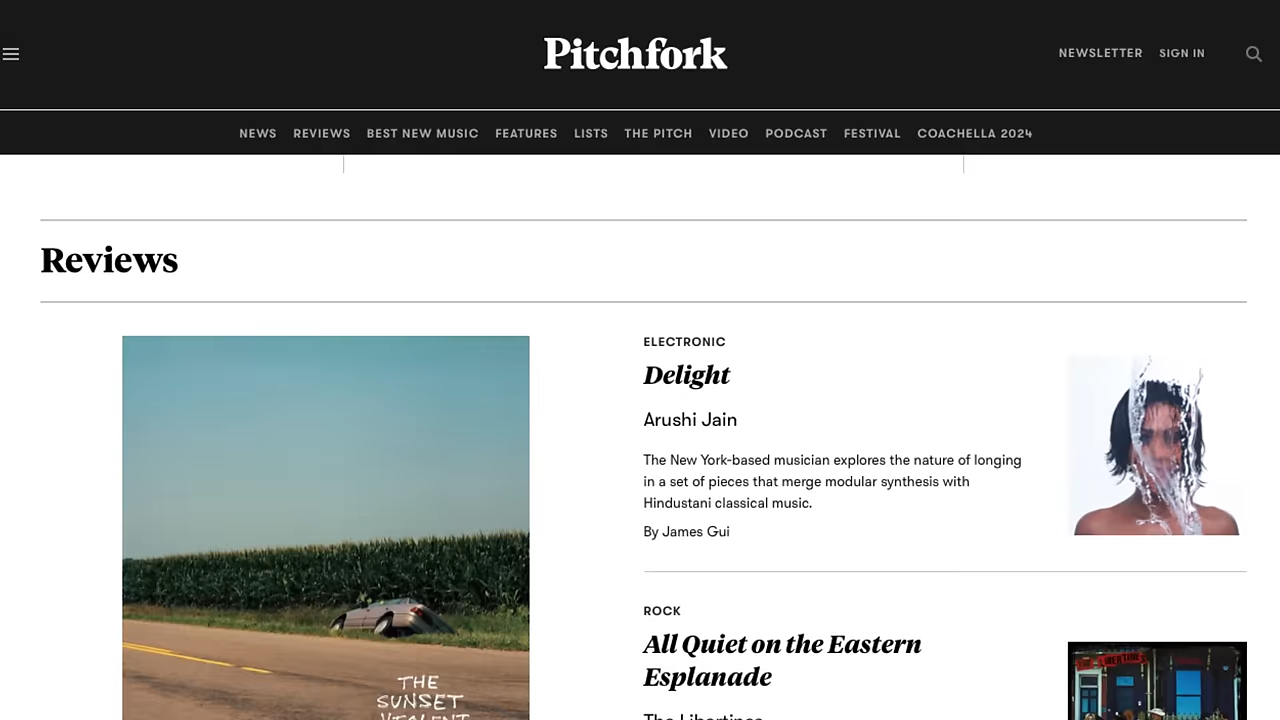 Pitchfork
NEWSLETTER SIGN IN
NEWS REVIEWS BEST NEW MUSIC FEATURES LISTS THE PITCH VIDEO PODCAST FESTIVAL COACHELLA 2024
Reviews
THE
SUNSET
VIOLENT
ELECTRONIC
Delight
Arushi Jain
The New York-based musician explores the nature of longing
in a set of pieces that merge modular synthesis with
Hindustani classical music.
By James Gui
ROCK
All Quiet on the Eastern
Esplanade
The Libertines